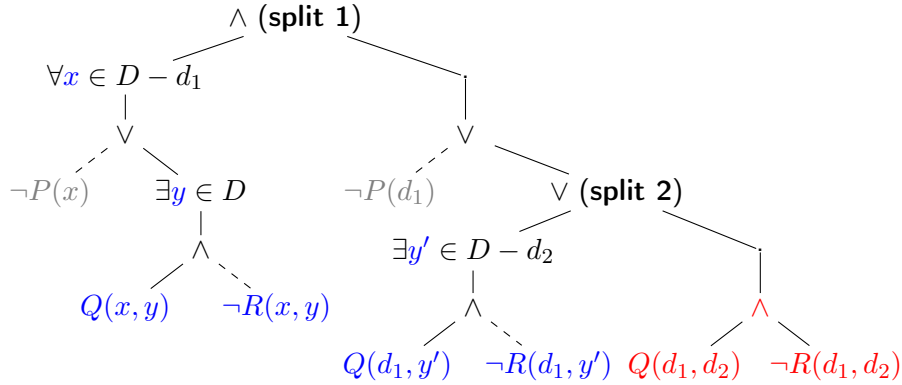 ∧ (split 1)
∀x ∈ D − d₁ .
∨ ∨
¬P(x) ∃y ∈ D ¬P(d₁) ∨ (split 2)
∧ ∃y′ ∈ D − d₂ .
Q(x, y) ¬R(x, y) ∧ ∧
Q(d₁, y′) ¬R(d₁, y′) Q(d₁, d₂) ¬R(d₁, d₂)